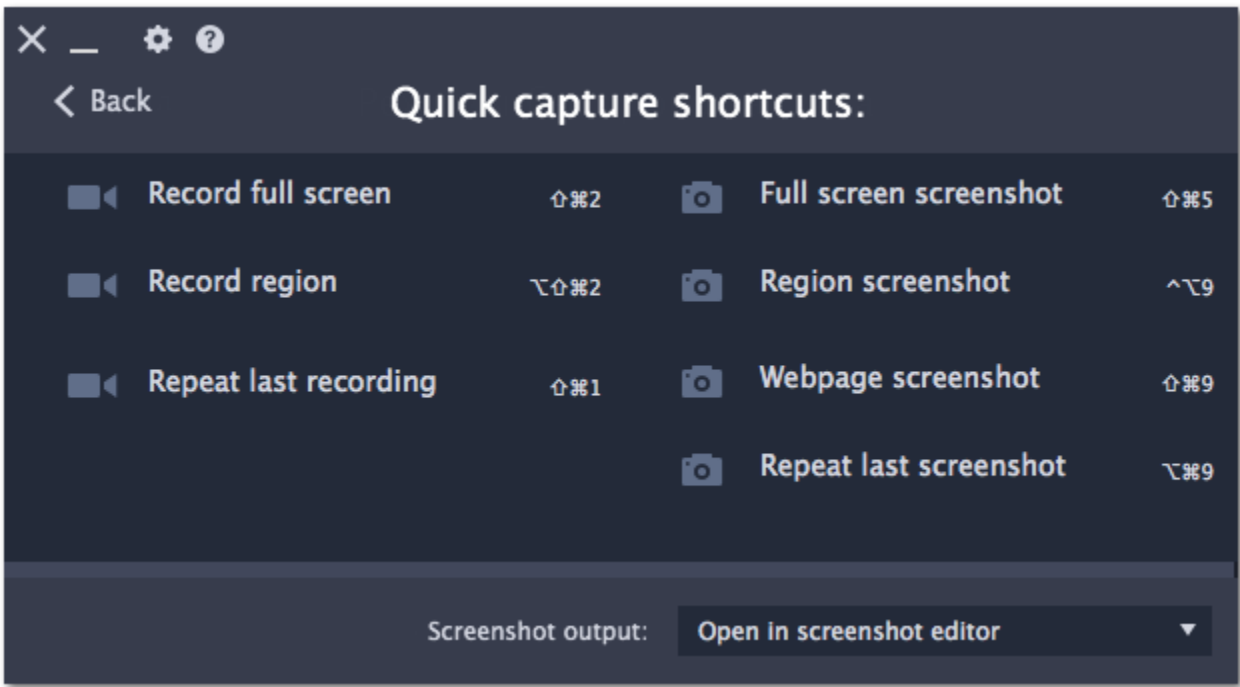 Back
Quick capture shortcuts:
Record full screen ⇧⌘2
Record region ⌥⇧⌘2
Repeat last recording ⇧⌘1
Full screen screenshot ⇧⌘5
Region screenshot ^⌥9
Webpage screenshot ⇧⌘9
Repeat last screenshot ⌥⌘9
Screenshot output: Open in screenshot editor